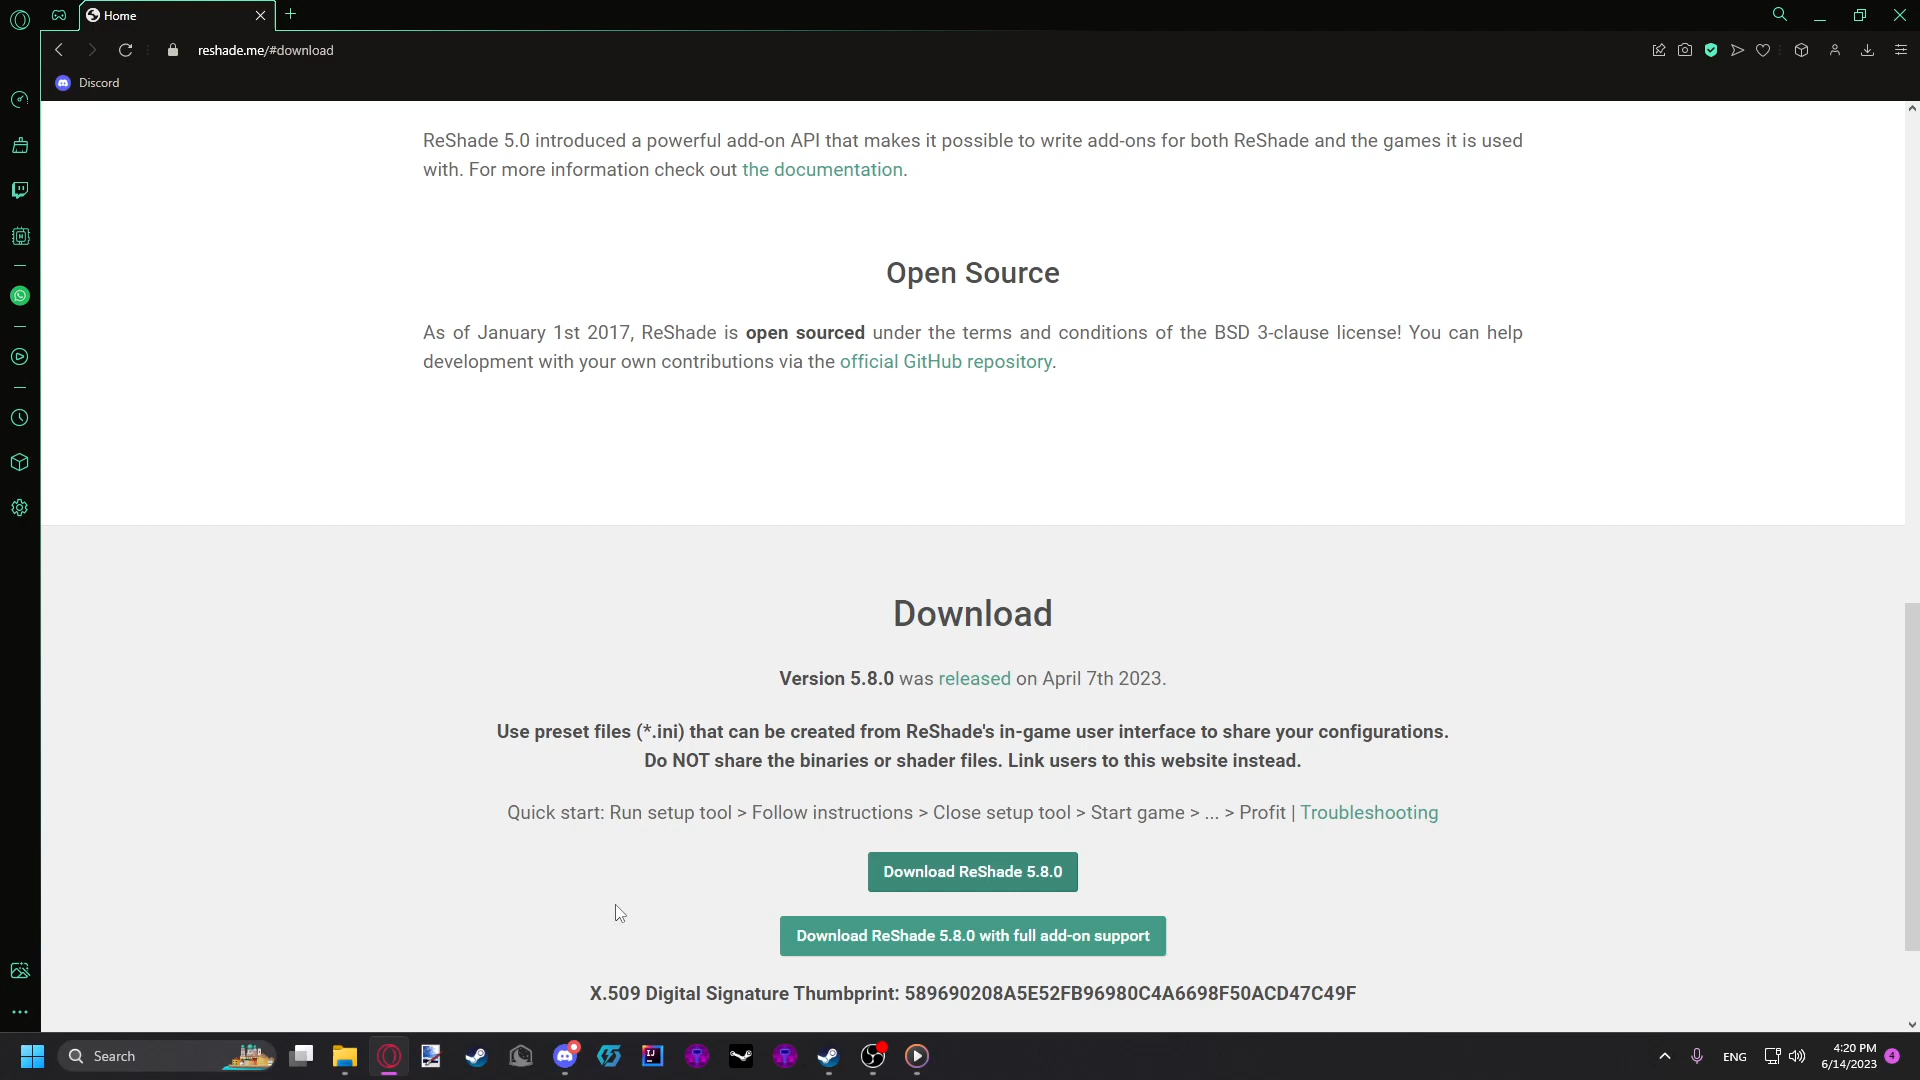 Home
reshade.me/#download
Discord
ReShade 5.0 introduced a powerful add-on API that makes it possible to write add-ons for both ReShade and the games it is used
with. For more information check out the documentation.
Open Source
As of January 1st 2017, ReShade is open sourced under the terms and conditions of the BSD 3-clause license! You can help
development with your own contributions via the official GitHub repository.
Download
Version 5.8.0 was released on April 7th 2023.
Use preset files (*.ini) that can be created from ReShade's in-game user interface to share your configurations.
Do NOT share the binaries or shader files. Link users to this website instead.
Quick start: Run setup tool > Follow instructions > Close setup tool > Start game > ... > Profit | Troubleshooting
Download ReShade 5.8.0
Download ReShade 5.8.0 with full add-on support
X.509 Digital Signature Thumbprint: 589690208A5E52FB96980C4A6698F50ACD47C49F
Search
ENG
4:20 PM
6/14/2023
4